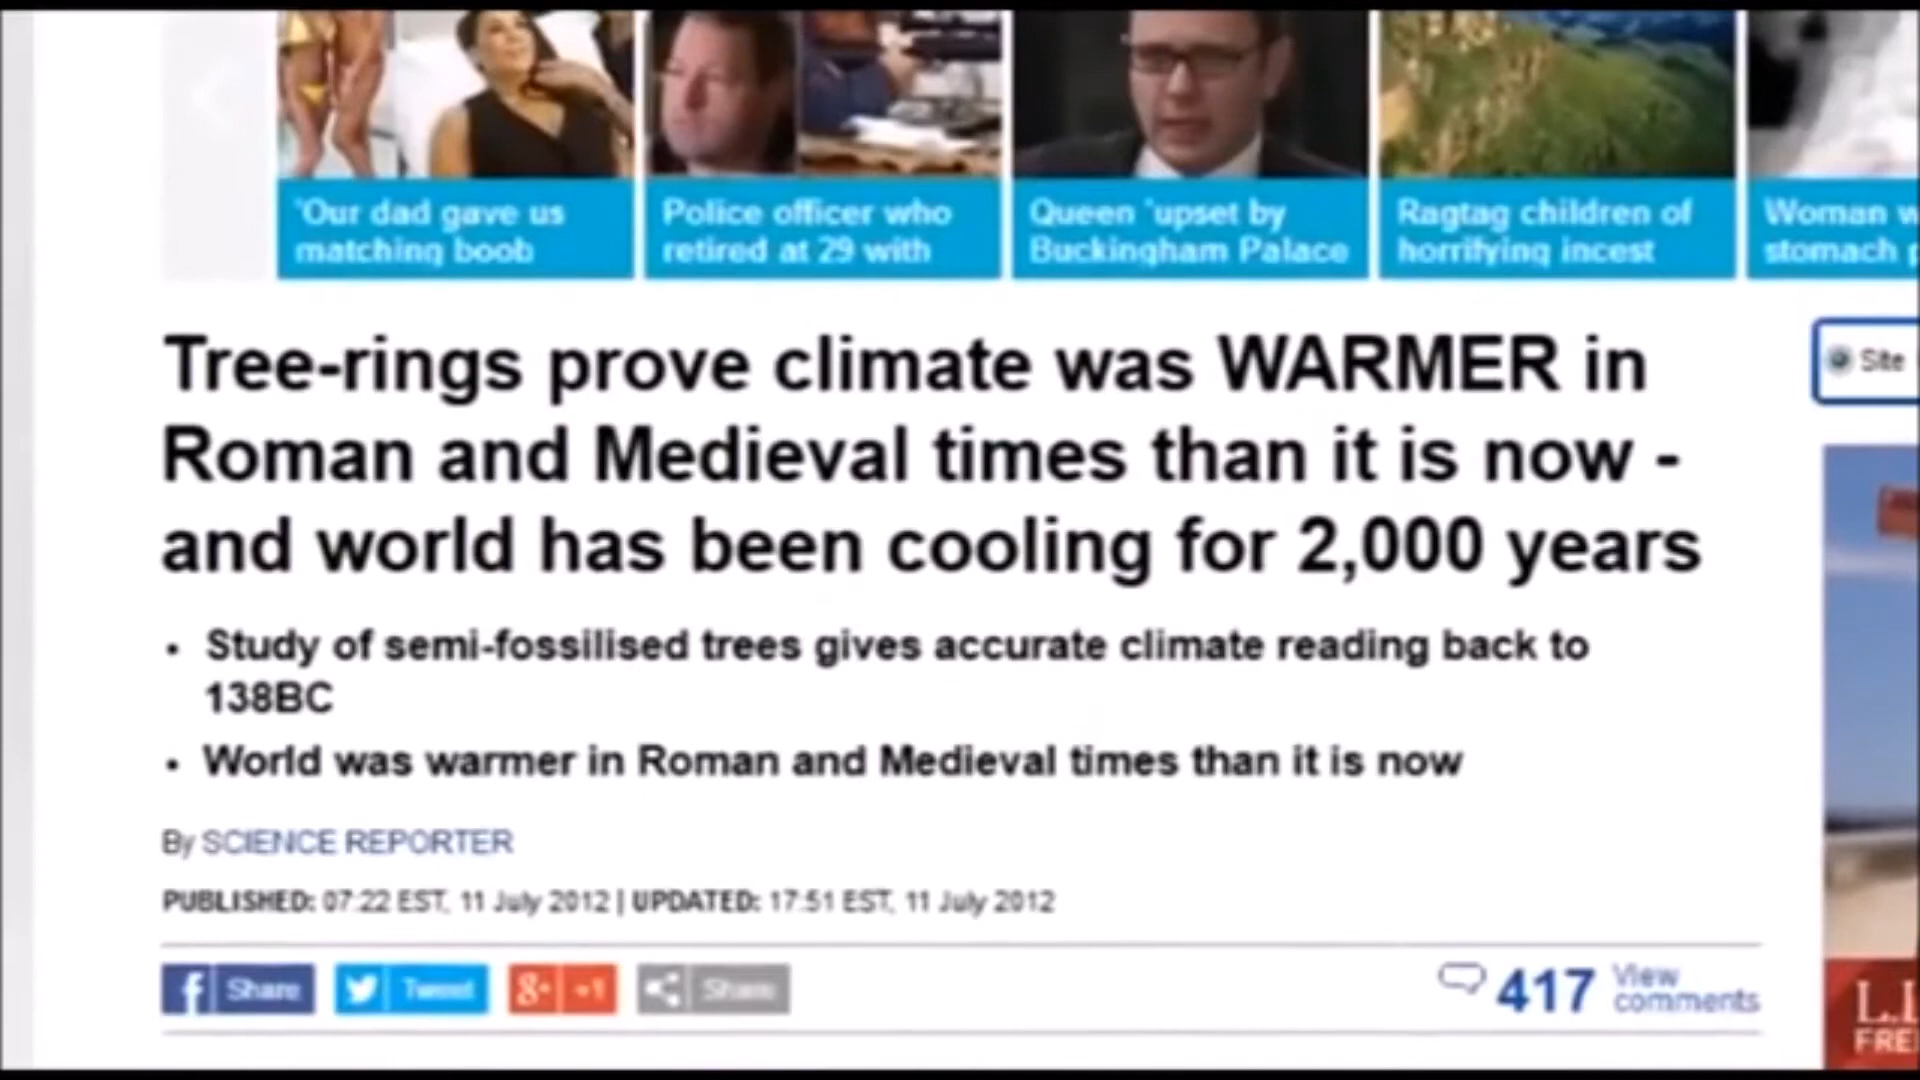 'Our dad gave us
matching boob
Police officer who
retired at 29 with
Queen 'upset by
Buckingham Palace
Ragtag children of
horrifying incest
Woman w
stomach p
Site
Tree-rings prove climate was WARMER in
Roman and Medieval times than it is now -
and world has been cooling for 2,000 years
• Study of semi-fossilised trees gives accurate climate reading back to
138BC
• World was warmer in Roman and Medieval times than it is now
By SCIENCE REPORTER
PUBLISHED: 07:22 EST, 11 July 2012 | UPDATED: 17:51 EST, 11 July 2012
f Share
Tweet
8+ +1
Share
417 View
comments
FRE